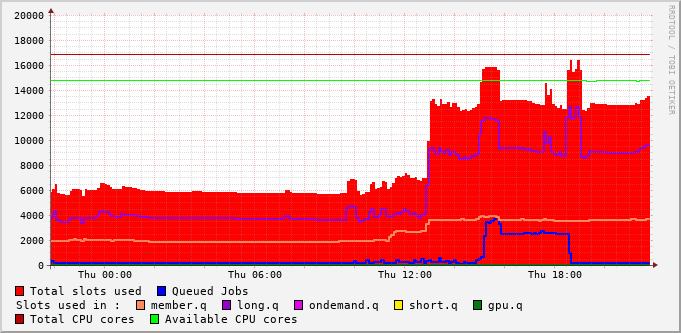 20000
18000
16000
14000
12000
10000
8000
6000
4000
2000
0
Thu 00:00 Thu 06:00 Thu 12:00 Thu 18:00
RRDTOOL / TOBI OETIKER
Total slots used Queued Jobs
Slots used in : member.q long.q ondemand.q short.q gpu.q
Total CPU cores Available CPU cores